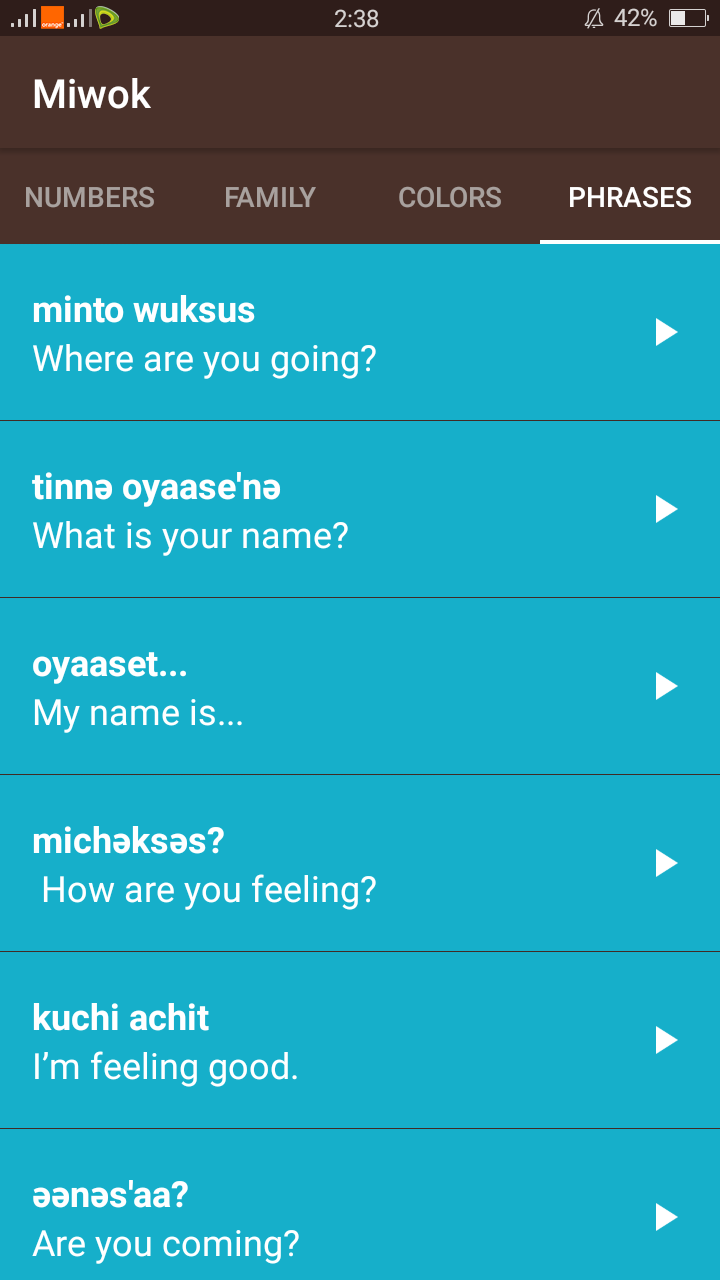 orange 2:38 42%
Miwok
NUMBERS FAMILY COLORS PHRASES
minto wuksus
Where are you going?
tinnə oyaase'nə
What is your name?
oyaaset...
My name is...
michəksəs?
How are you feeling?
kuchi achit
I’m feeling good.
əənəs'aa?
Are you coming?